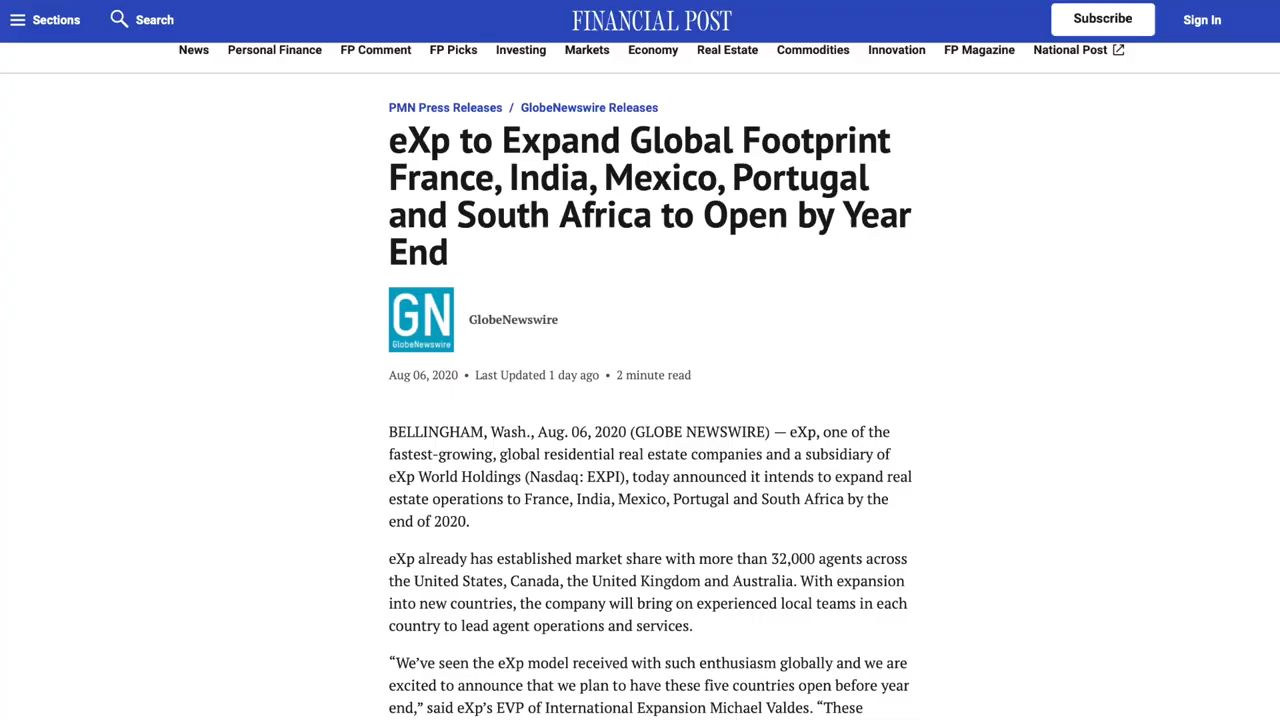 Sections
Search
FINANCIAL POST
Subscribe
Sign In
News Personal Finance FP Comment FP Picks Investing Markets Economy Real Estate Commodities Innovation FP Magazine National Post
PMN Press Releases / GlobeNewswire Releases
eXp to Expand Global Footprint
France, India, Mexico, Portugal
and South Africa to Open by Year
End
GN
GlobeNewswire
GlobeNewswire
Aug 06, 2020 • Last Updated 1 day ago • 2 minute read
BELLINGHAM, Wash., Aug. 06, 2020 (GLOBE NEWSWIRE) — eXp, one of the
fastest-growing, global residential real estate companies and a subsidiary of
eXp World Holdings (Nasdaq: EXPI), today announced it intends to expand real
estate operations to France, India, Mexico, Portugal and South Africa by the
end of 2020.
eXp already has established market share with more than 32,000 agents across
the United States, Canada, the United Kingdom and Australia. With expansion
into new countries, the company will bring on experienced local teams in each
country to lead agent operations and services.
“We’ve seen the eXp model received with such enthusiasm globally and we are
excited to announce that we plan to have these five countries open before year
end,” said eXp’s EVP of International Expansion Michael Valdes. “These